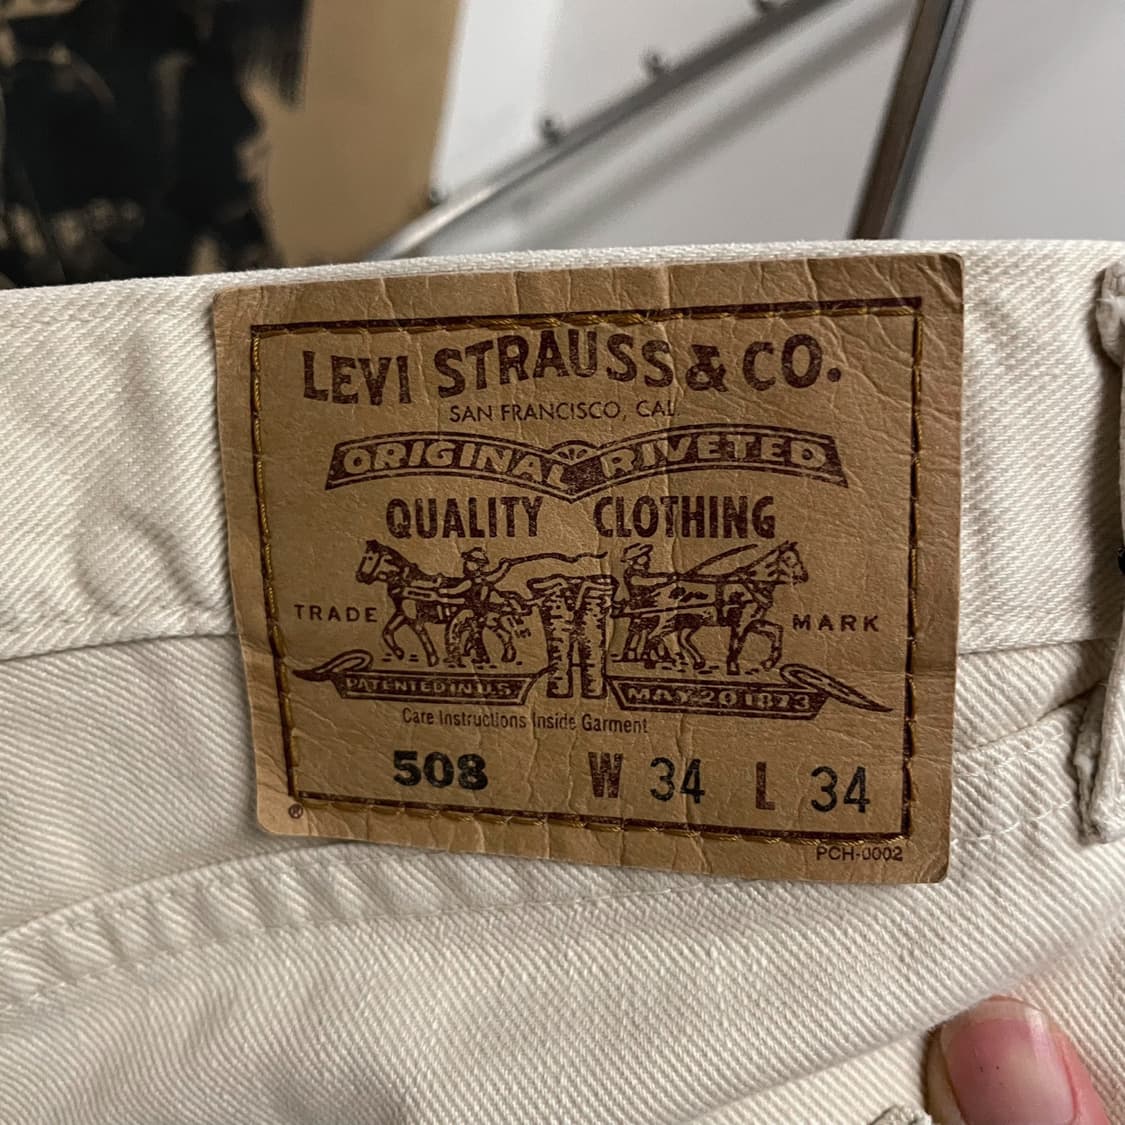 LEVI STRAUSS & CO.
SAN FRANCISCO, CAL.
ORIGINAL RIVETED
QUALITY CLOTHING
TRADE MARK
PATENTED IN U.S. MAY 20 1873
Care Instructions Inside Garment
508 W 34 L 34
®
PCH-0002